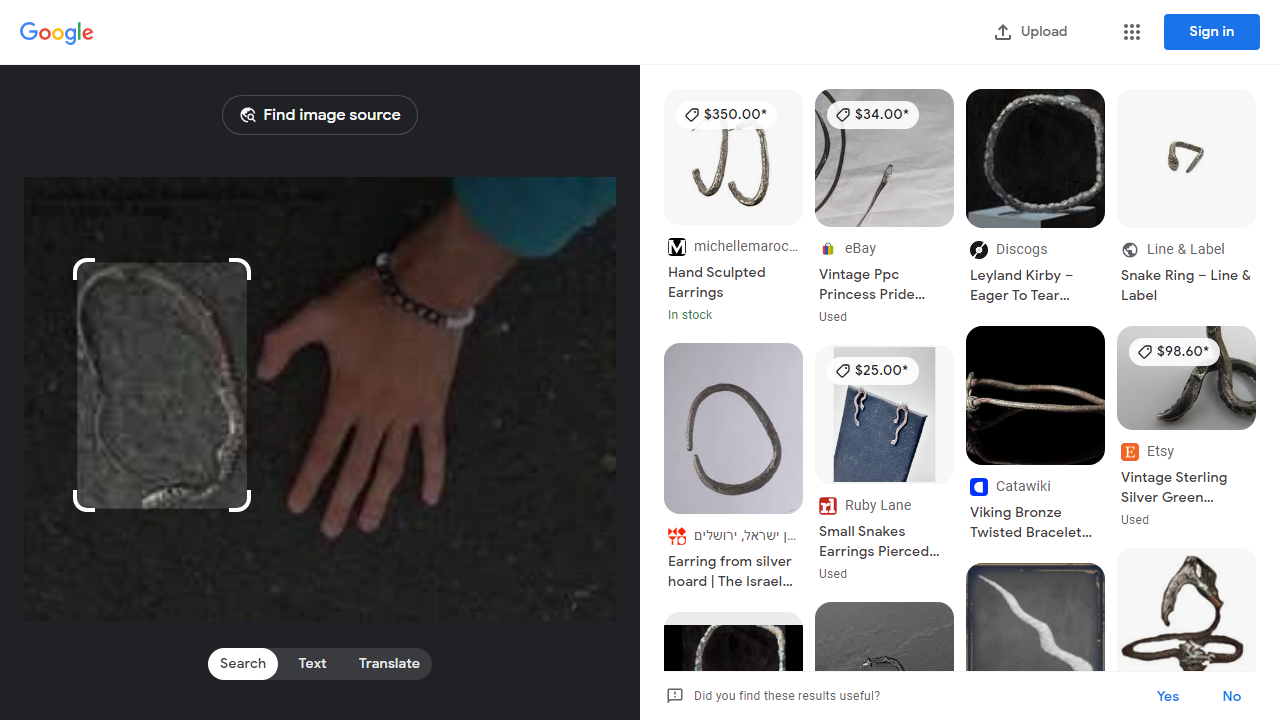 Google
Upload
Sign in
Find image source
Search
Text
Translate
$350.00*
michellemaroc...
Hand Sculpted
Earrings
In stock
$34.00*
eBay
Vintage Ppc
Princess Pride...
Used
Discogs
Leyland Kirby –
Eager To Tear...
Line & Label
Snake Ring – Line &
Label
ן ישראל, ירושלים...
Earring from silver
hoard | The Israel...
$25.00*
Ruby Lane
Small Snakes
Earrings Pierced...
Used
Catawiki
Viking Bronze
Twisted Bracelet...
$98.60*
Etsy
Vintage Sterling
Silver Green...
Used
Did you find these results useful?
Yes
No